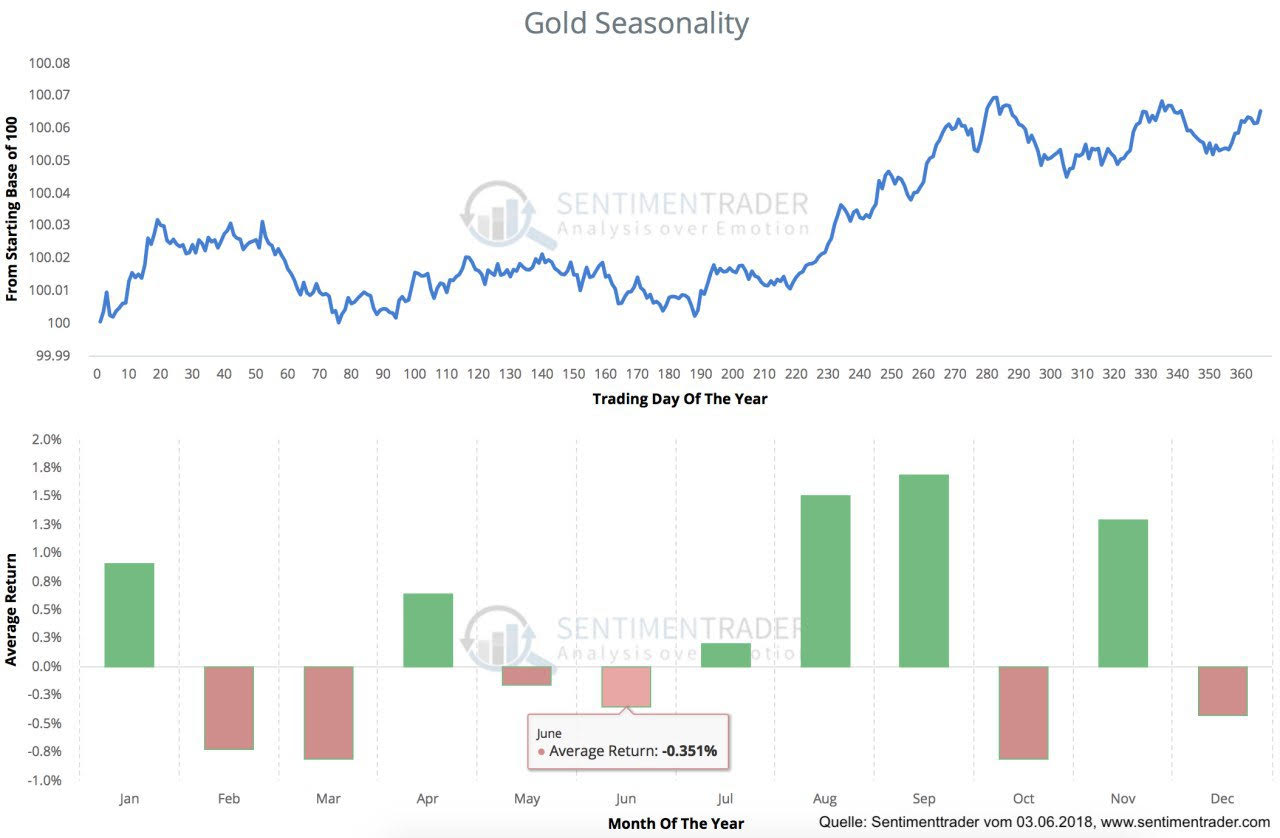 Gold Seasonality
From Starting Base of 100
100.08
100.07
100.06
100.05
100.04
100.03
100.02
100.01
100
99.99
SENTIMENTRADER
Analysis over Emotion
0 10 20 30 40 50 60 70 80 90 100 110 120 130 140 150 160 170 180 190 200 210 220 230 240 250 260 270 280 290 300 310 320 330 340 350 360
Trading Day Of The Year
Average Return
2.0%
1.8%
1.5%
1.3%
1.0%
0.8%
0.5%
0.3%
0.0%
-0.3%
-0.5%
-0.8%
-1.0%
SENTIMENTRADER
Analysis over Emotion
June
Average Return: -0.351%
Jan Feb Mar Apr May Jun Jul Aug Sep Oct Nov Dec
Month Of The Year
Quelle: Sentimenttrader vom 03.06.2018, www.sentimentrader.com